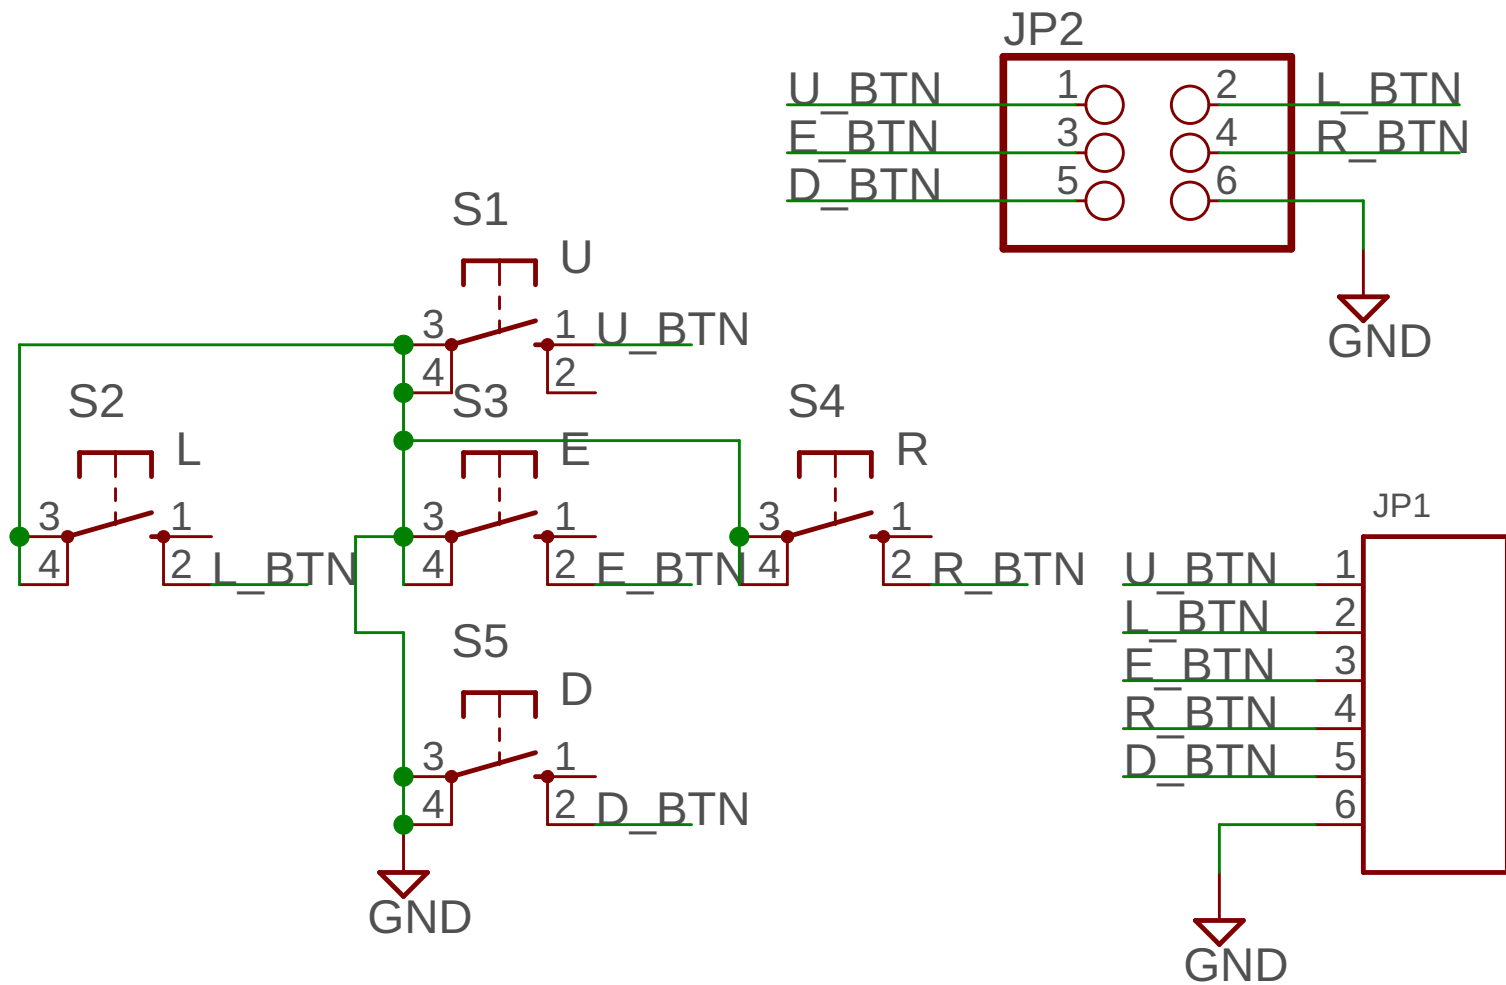 JP2
U_BTN 1 2 L_BTN
E_BTN 3 4 R_BTN
D_BTN 5 6
GND
S1
U
3 1 U_BTN
4 2
S2
L
3 1
4 2 L_BTN
S3
E
3 1
4 2 E_BTN
S4
R
3 1
4 2 R_BTN
S5
D
3 1
4 2 D_BTN
GND
JP1
U_BTN 1
L_BTN 2
E_BTN 3
R_BTN 4
D_BTN 5
6
GND